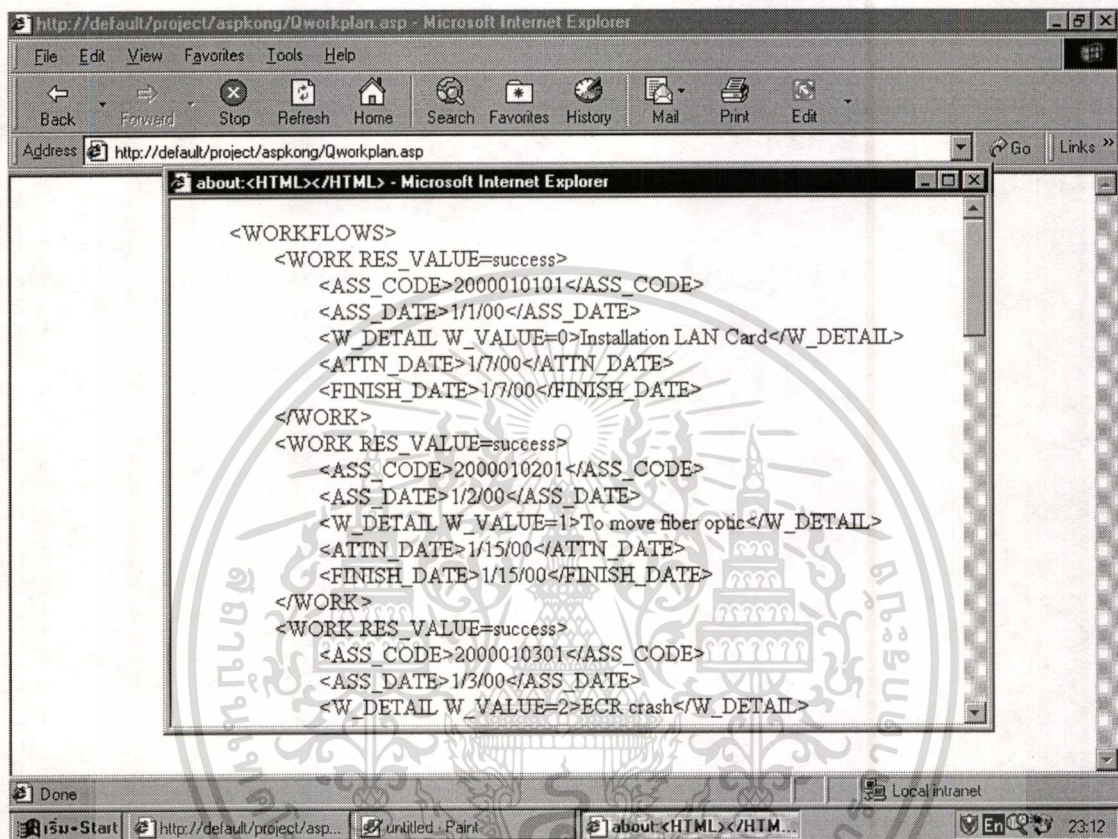 http://default/project/aspkong/Qworkplan.asp - Microsoft Internet Explorer
File Edit View Favorites Tools Help
Back Forward Stop Refresh Home Search Favorites History Mail Print Edit
Address http://default/project/aspkong/Qworkplan.asp Go Links »
about:<HTML></HTML> - Microsoft Internet Explorer
<WORKFLOWS>
<WORK RES_VALUE=success>
<ASS_CODE>2000010101</ASS_CODE>
<ASS_DATE>1/1/00</ASS_DATE>
<W_DETAIL W_VALUE=0>Installation LAN Card</W_DETAIL>
<ATTN_DATE>1/7/00</ATTN_DATE>
<FINISH_DATE>1/7/00</FINISH_DATE>
</WORK>
<WORK RES_VALUE=success>
<ASS_CODE>2000010201</ASS_CODE>
<ASS_DATE>1/2/00</ASS_DATE>
<W_DETAIL W_VALUE=1>To move fiber optic</W_DETAIL>
<ATTN_DATE>1/15/00</ATTN_DATE>
<FINISH_DATE>1/15/00</FINISH_DATE>
</WORK>
<WORK RES_VALUE=success>
<ASS_CODE>2000010301</ASS_CODE>
<ASS_DATE>1/3/00</ASS_DATE>
<W_DETAIL W_VALUE=2>ECR crash</W_DETAIL>
Done Local intranet
เริ่ม-Start http://default/project/asp... untitled - Paint about:<HTML></HTM... En 23:12